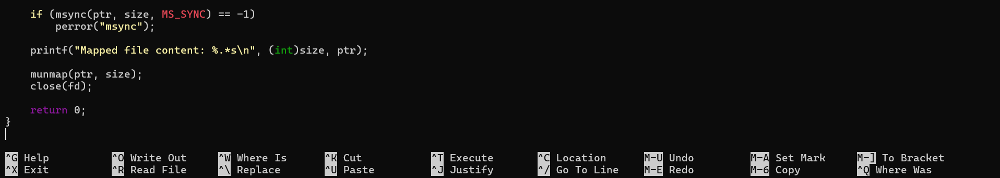 if (msync(ptr, size, MS_SYNC) == -1)
        perror("msync");
    printf("Mapped file content: %.*s\n", (int)size, ptr);
    munmap(ptr, size);
    close(fd);
    return 0;
}
^G Help ^O Write Out ^W Where Is ^K Cut ^T Execute ^C Location M-U Undo M-A Set Mark M-] To Bracket
^X Exit ^R Read File ^\ Replace ^U Paste ^J Justify ^/ Go To Line M-E Redo M-6 Copy ^Q Where Was